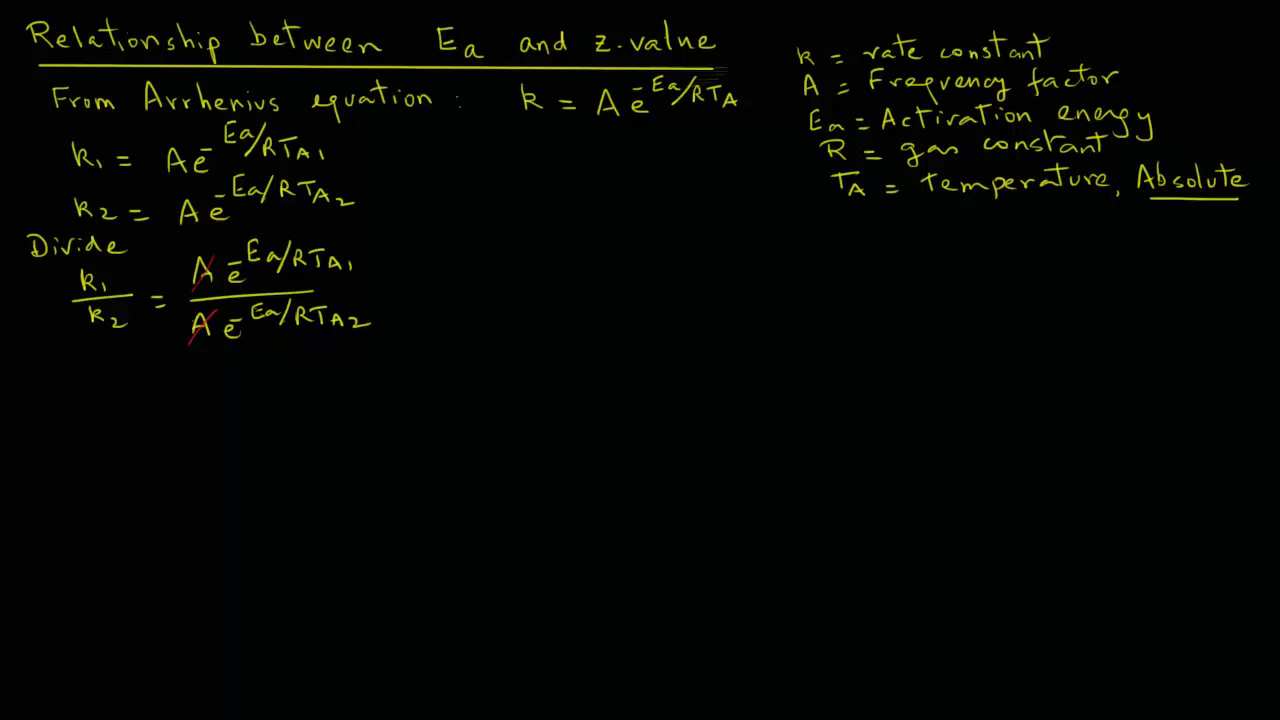 Relationship between Ea and z-value
From Arrhenius equation : k = A e^-Ea/RTA
k1 = A e^-Ea/RTA1
k2 = A e^-Ea/RTA2
Divide
k1/k2 = A e^-Ea/RTA1 / A e^-Ea/RTA2
k = rate constant
A = Frequency factor
Ea = Activation energy
R = gas constant
TA = temperature, Absolute